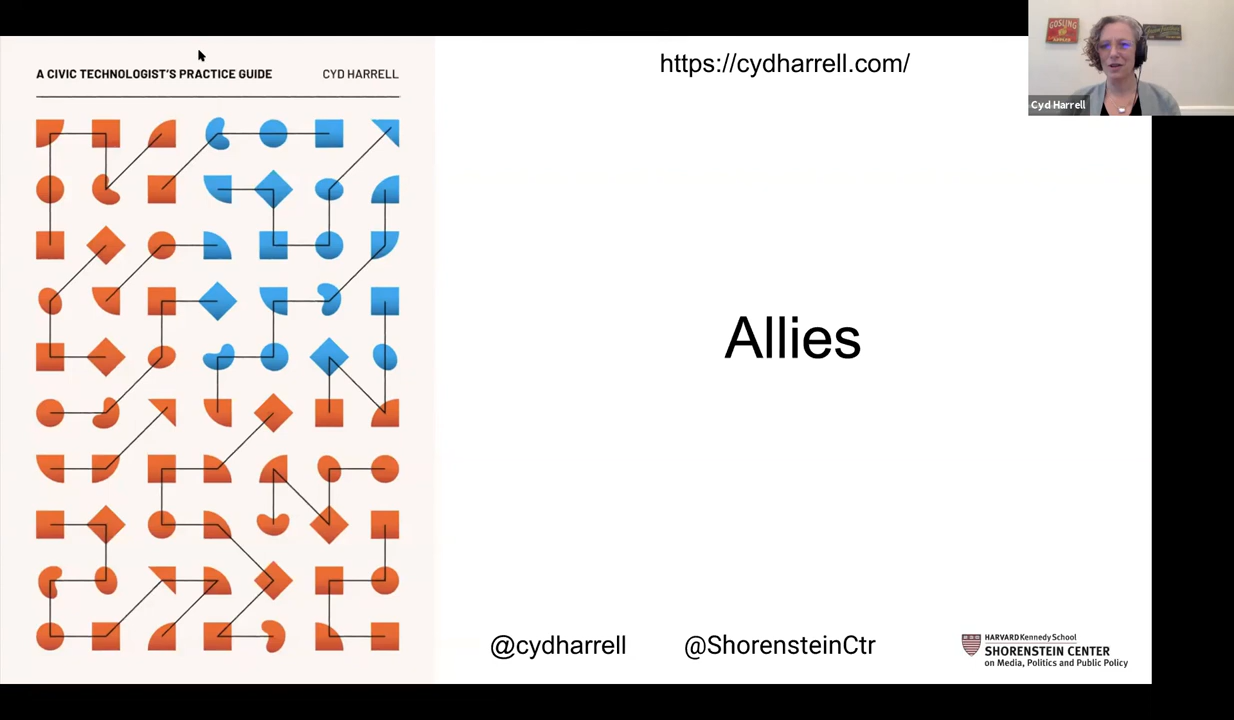 A CIVIC TECHNOLOGIST'S PRACTICE GUIDE
CYD HARRELL
https://cydharrell.com/
GOSLING
Cyd Harrell
Allies
@cydharrell
@ShorensteinCtr
HARVARD Kennedy School
SHORENSTEIN CENTER
on Media, Politics and Public Policy